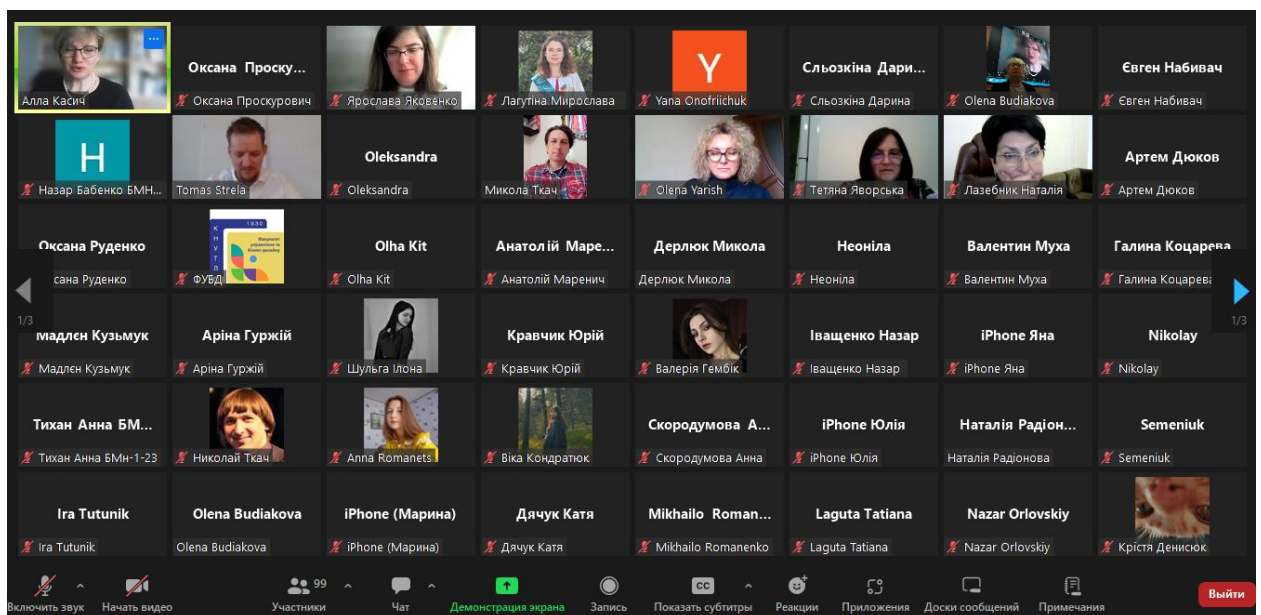 Алла Касич
Оксана Проску...
Оксана Проскурович
Ярослава Яковенко
Лагутіна Мирослава
Y
Yana Onofriichuk
Сльозкіна Дари...
Сльозкіна Дарина
Olena Budiakova
Євген Набивач
Євген Набивач
Н
Назар Бабенко БМН...
Tomas Strela
Oleksandra
Oleksandra
Микола Ткач
Olena Yarish
Тетяна Яворська
Лазебник Наталія
Артем Дюков
Артем Дюков
Оксана Руденко
сана Руденко
1930
КНУТД
Факультет управління та бізнес-дизайну
ФУБД
Olha Kit
Olha Kit
Анатолій Маре...
Анатолій Маренич
Дерлюк Микола
Дерлюк Микола
Неоніла
Неоніла
Валентин Муха
Валентин Муха
Галина Коцарева
Галина Коцарева
1/3
1/3
Мадлєн Кузьмук
Мадлєн Кузьмук
Аріна Гуржій
Аріна Гуржій
Шульга Ілона
Кравчик Юрій
Кравчик Юрій
Валерія Гембік
Іващенко Назар
Іващенко Назар
iPhone Яна
iPhone Яна
Nikolay
Nikolay
Тихан Анна БМ...
Тихан Анна БМн-1-23
Николай Ткач
Anna Romanets
Віка Кондратюк
Скородумова А...
Скородумова Анна
iPhone Юлія
iPhone Юлія
Наталія Радіон...
Наталія Радіонова
Semeniuk
Semeniuk
Ira Tutunik
Ira Tutunik
Olena Budiakova
Olena Budiakova
iPhone (Марина)
iPhone (Марина)
Дячук Катя
Дячук Катя
Mikhailo Roman...
Mikhailo Romanenko
Laguta Tatiana
Laguta Tatiana
Nazar Orlovskiy
Nazar Orlovskiy
Крістя Денисюк
Включить звук
Начать видео
99
Участники
Чат
Демонстрация экрана
Запись
CC
Показать субтитры
Реакции
Приложения
Доски сообщений
Примечания
Выйти